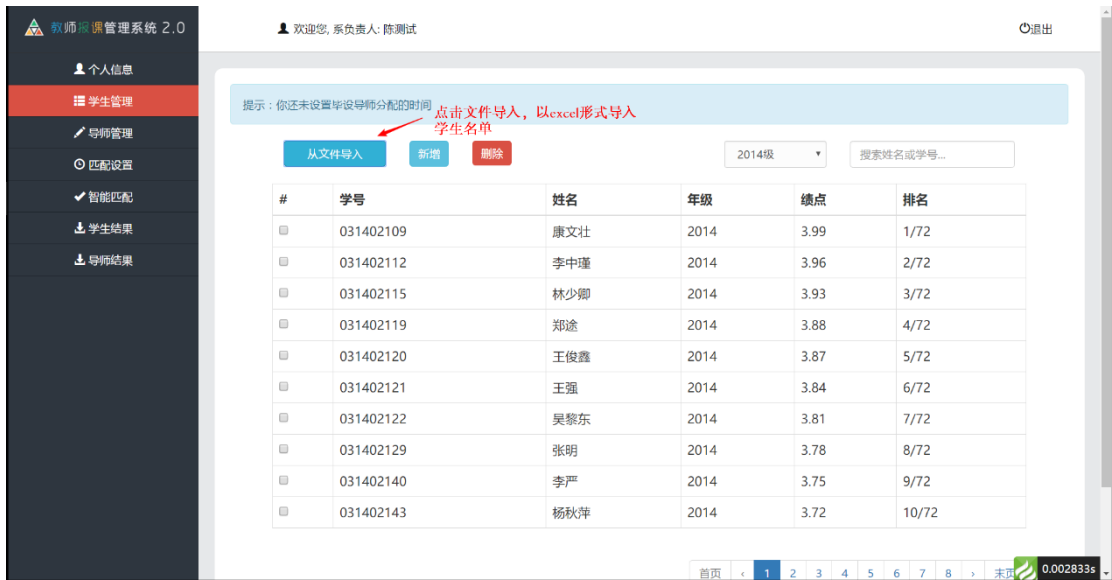 教师报课管理系统 2.0
欢迎您, 系负责人: 陈测试
退出
个人信息
学生管理
导师管理
匹配设置
智能匹配
学生结果
导师结果
提示：你还未设置毕设导师分配的时间
点击文件导入，以excel形式导入
学生名单
从文件导入 新增 删除 2014级 搜索姓名或学号...
# 学号 姓名 年级 绩点 排名
031402109 康文壮 2014 3.99 1/72
031402112 李中瑾 2014 3.96 2/72
031402115 林少卿 2014 3.93 3/72
031402119 郑途 2014 3.88 4/72
031402120 王俊鑫 2014 3.87 5/72
031402121 王强 2014 3.84 6/72
031402122 吴黎东 2014 3.81 7/72
031402129 张明 2014 3.78 8/72
031402140 李严 2014 3.75 9/72
031402143 杨秋萍 2014 3.72 10/72
首页 ‹ 1 2 3 4 5 6 7 8 › 末页
0.002833s